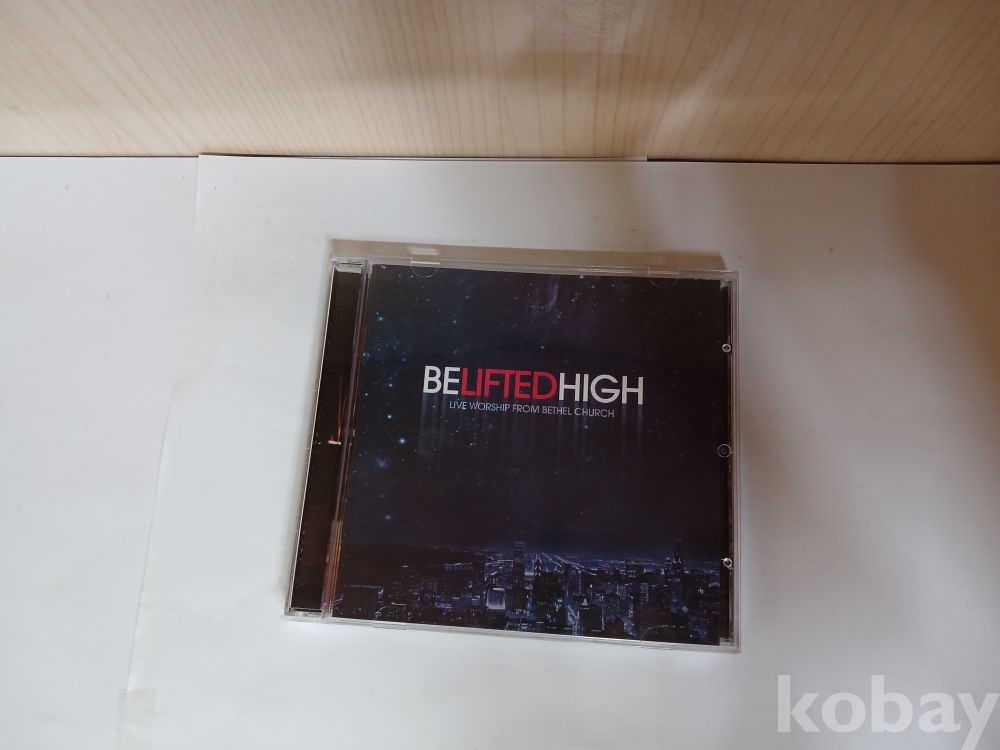 BELIFTEDHIGH
LIVE WORSHIP FROM BETHEL CHURCH
kobay